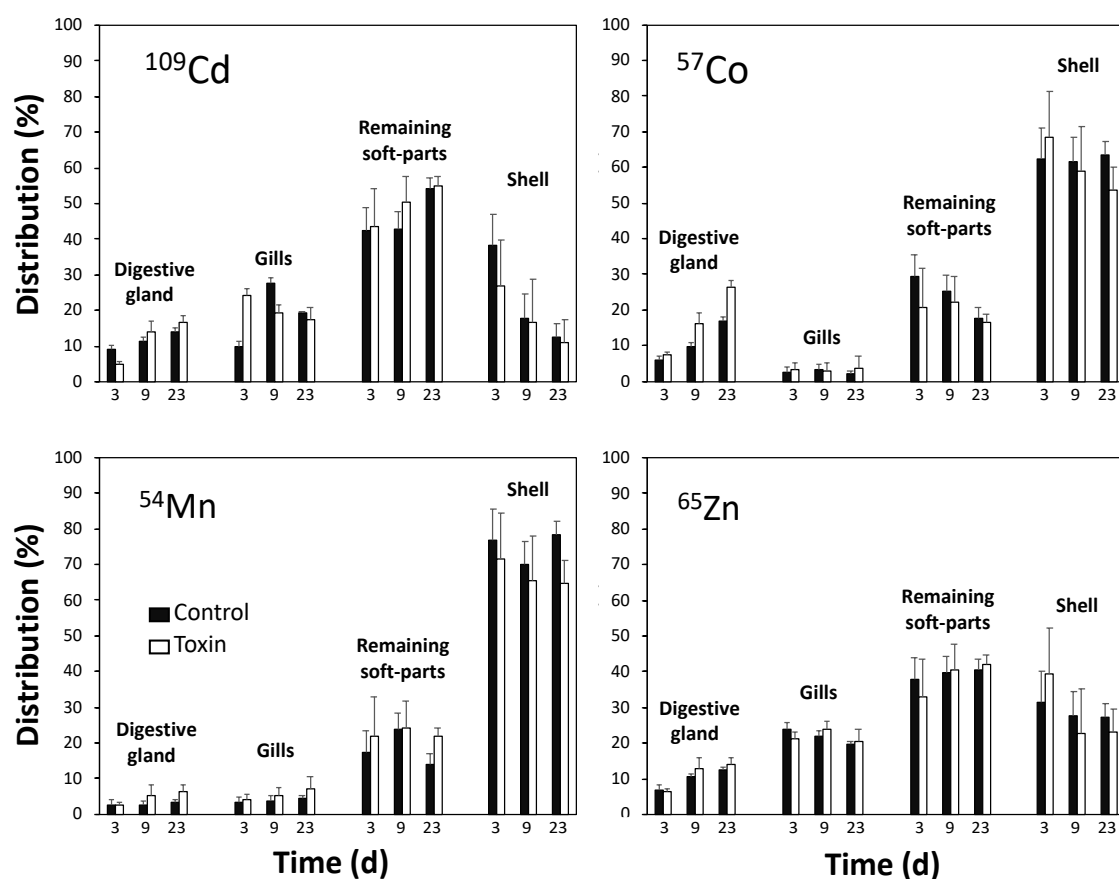 100
90
80
70
60
50
40
30
20
10
0
Distribution (%)
¹⁰⁹Cd
Digestive
gland
Gills
Remaining
soft-parts
Shell
3 9 23 3 9 23 3 9 23 3 9 23
100
90
80
70
60
50
40
30
20
10
0
⁵⁷Co
Digestive
gland
Gills
Remaining
soft-parts
Shell
3 9 23 3 9 23 3 9 23 3 9 23
100
90
80
70
60
50
40
30
20
10
0
Distribution (%)
⁵⁴Mn
Control
Toxin
Digestive
gland
Gills
Remaining
soft-parts
Shell
3 9 23 3 9 23 3 9 23 3 9 23
Time (d)
100
90
80
70
60
50
40
30
20
10
0
⁶⁵Zn
Digestive
gland
Gills
Remaining
soft-parts
Shell
3 9 23 3 9 23 3 9 23 3 9 23
Time (d)